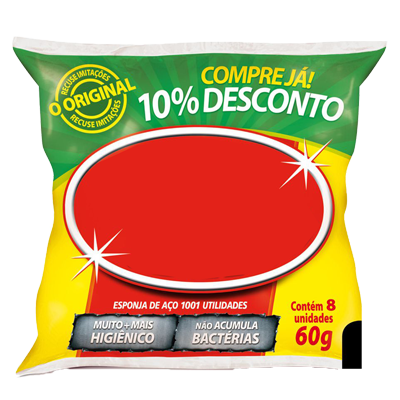 RECUSE IMITAÇÕES
O ORIGINAL
RECUSE IMITAÇÕES
COMPRE JÁ!
10% DESCONTO
ESPONJA DE AÇO 1001 UTILIDADES
MUITO + MAIS
HIGIÊNICO
NÃO ACUMULA
BACTÉRIAS
Contém 8
unidades
60g